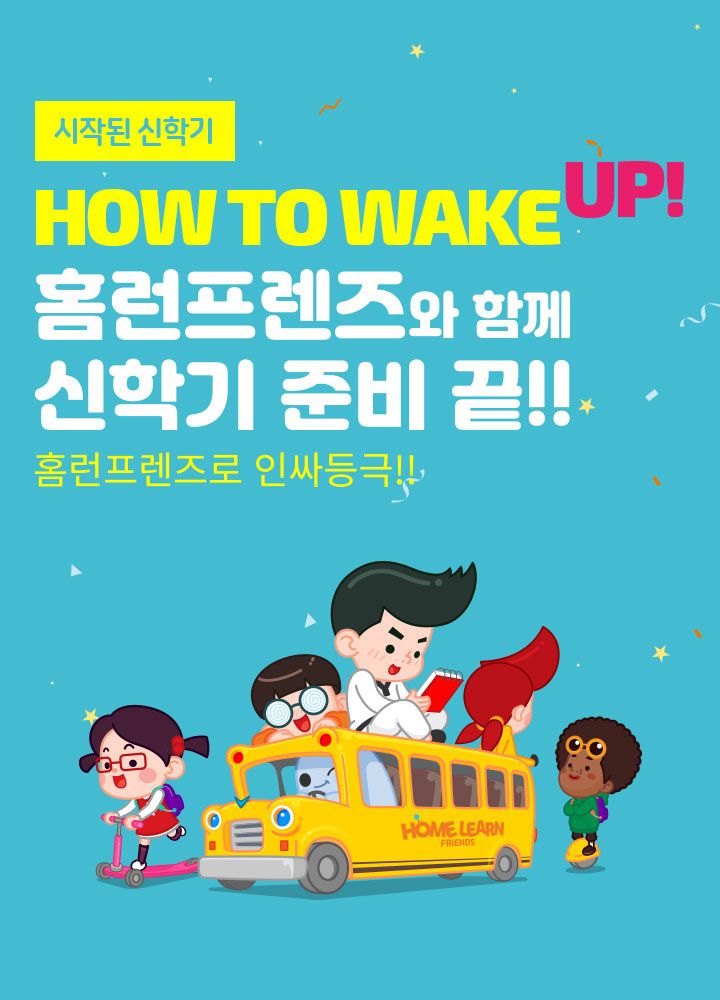 시작된 신학기
HOW TO WAKE UP!
홈런프렌즈와 함께
신학기 준비 끝!!
홈런프렌즈로 인싸등극!!
HOME LEARN
FRIENDS